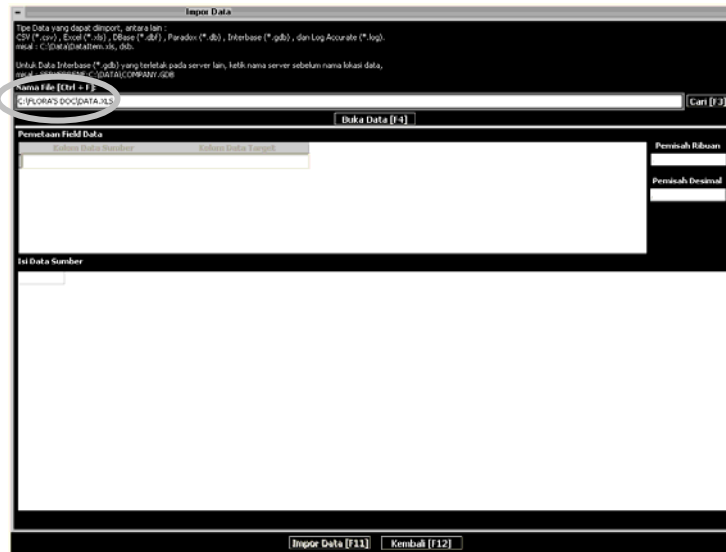 Impor Data
Tipe Data yang dapat diimport, antara lain :
CSV (*.csv) , Excel (*.xls) , DBase (*.dbf) , Paradox (*.db) , Interbase (*.gdb) , dan Log Accurate (*.log).
misal : C:\Data\DataItem.xls, dsb.
Untuk Data Interbase (*.gdb) yang terletak pada server lain, ketik nama server sebelum nama lokasi data,
misal : C:\DATA\COMPANY.GDB
Nama File [Ctrl + F]:
C:\FLORA'S DOC\DATA.XLS
Cari [F3]
Buka Data [F4]
Pemetaan Field Data
Kolom Data Sumber Kolom Data Target
Pemisah Ribuan
Pemisah Desimal
Isi Data Sumber
Impor Data [F11] Kembali [F12]